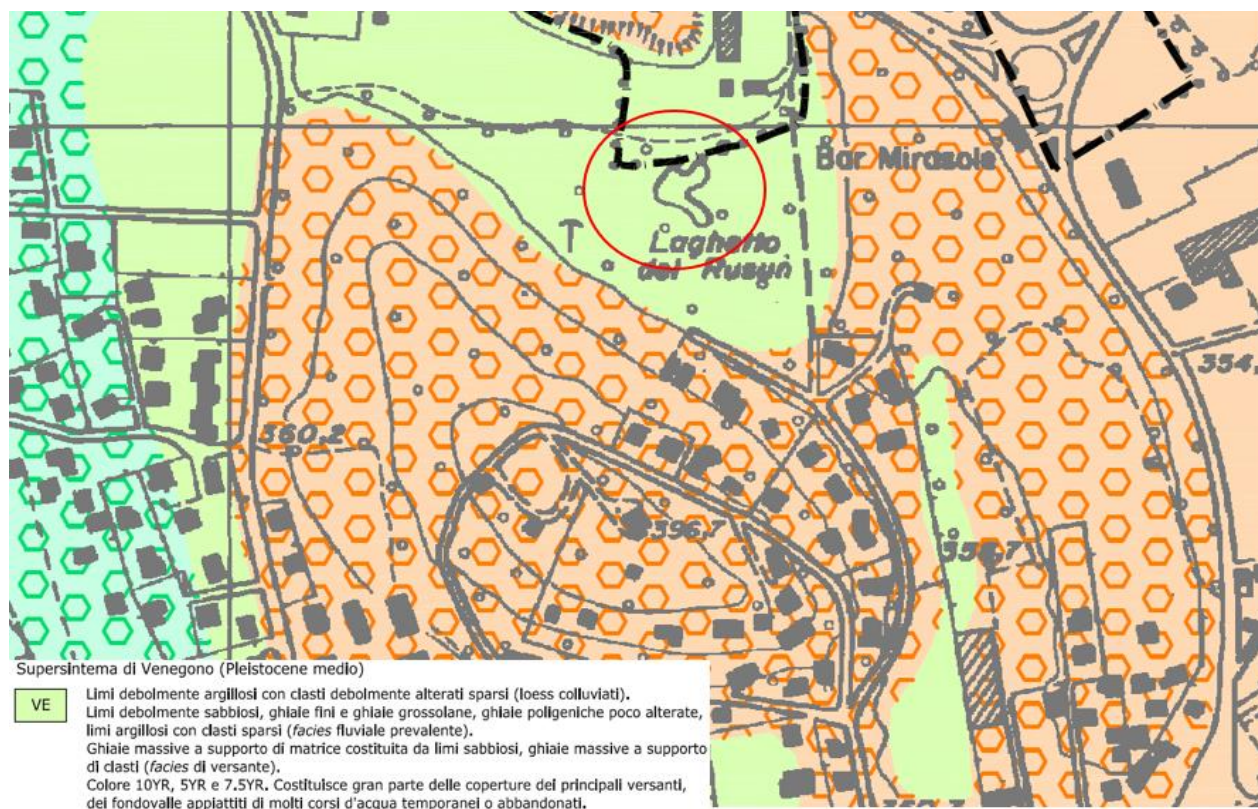 Bar Mirasole
Laghetto
del Rusyn
354,
360,2
396,7
Supersintema di Venegono (Pleistocene medio)
VE
Limi debolmente argillosi con clasti debolmente alterati sparsi (loess colluviati).
Limi debolmente sabbiosi, ghiaie fini e ghiaie grossolane, ghiaie poligeniche poco alterate,
limi argillosi con clasti sparsi (facies fluviale prevalente).
Ghiaie massive a supporto di matrice costituita da limi sabbiosi, ghiaie massive a supporto
di clasti (facies di versante).
Colore 10YR, 5YR e 7.5YR. Costituisce gran parte delle coperture dei principali versanti,
dei fondovalle appiattiti di molti corsi d'acqua temporanei o abbandonati.